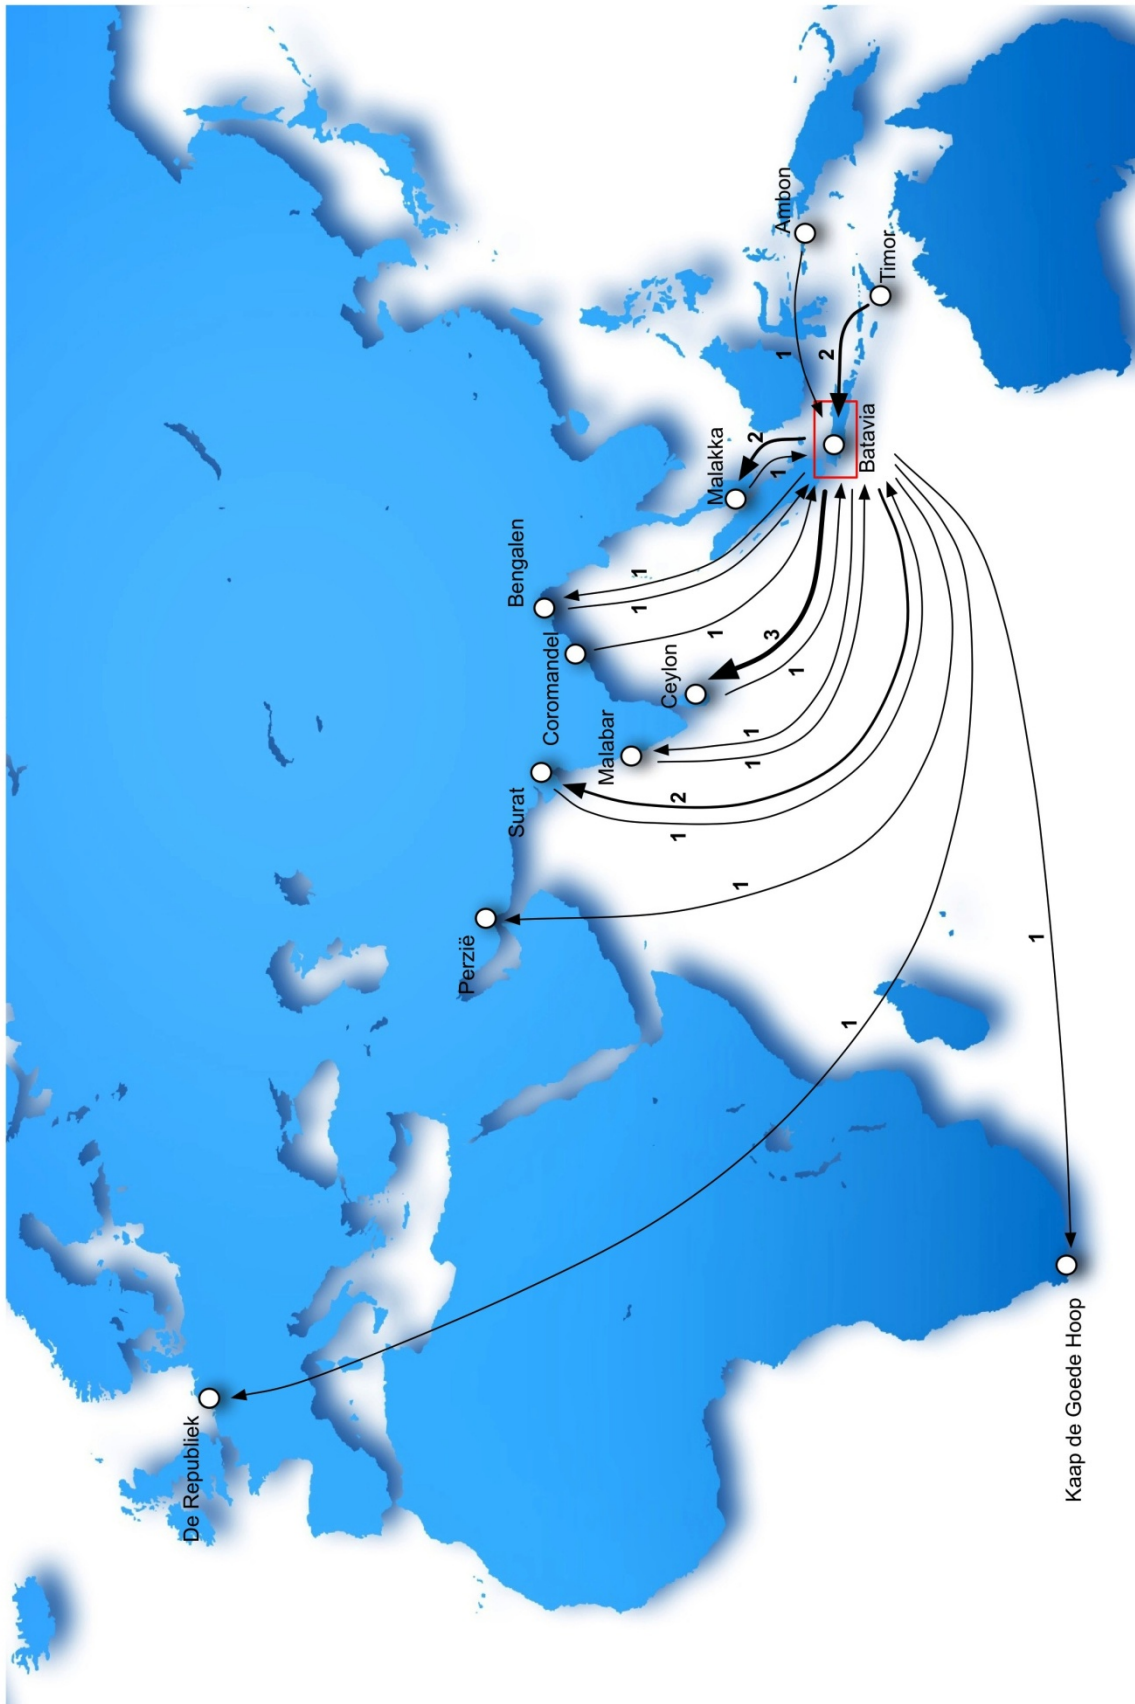 De Republiek
Perzië
Surat
Bengalen
Coromandel
Malabar
1
1
Ceylon
1
2
1
Malakka
1
1
1
2
3
1
Ambon
1
1
2
1
Batavia
Timor
1
Kaap de Goede Hoop